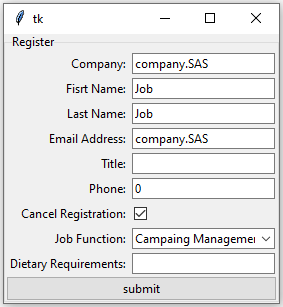 tk
Register
Company: company.SAS
Fisrt Name: Job
Last Name: Job
Email Address: company.SAS
Title:
Phone: 0
Cancel Registration:
Job Function: Campaing Managemen
Dietary Requirements:
submit